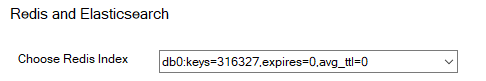 Redis and Elasticsearch
Choose Redis Index db0:keys=316327,expires=0,avg_ttl=0